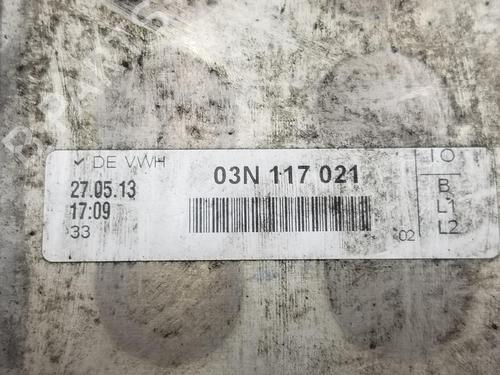 ✓ DE VWH
27.05.13
17:09
33
03N 117 021
02
IO
B
L1
L2